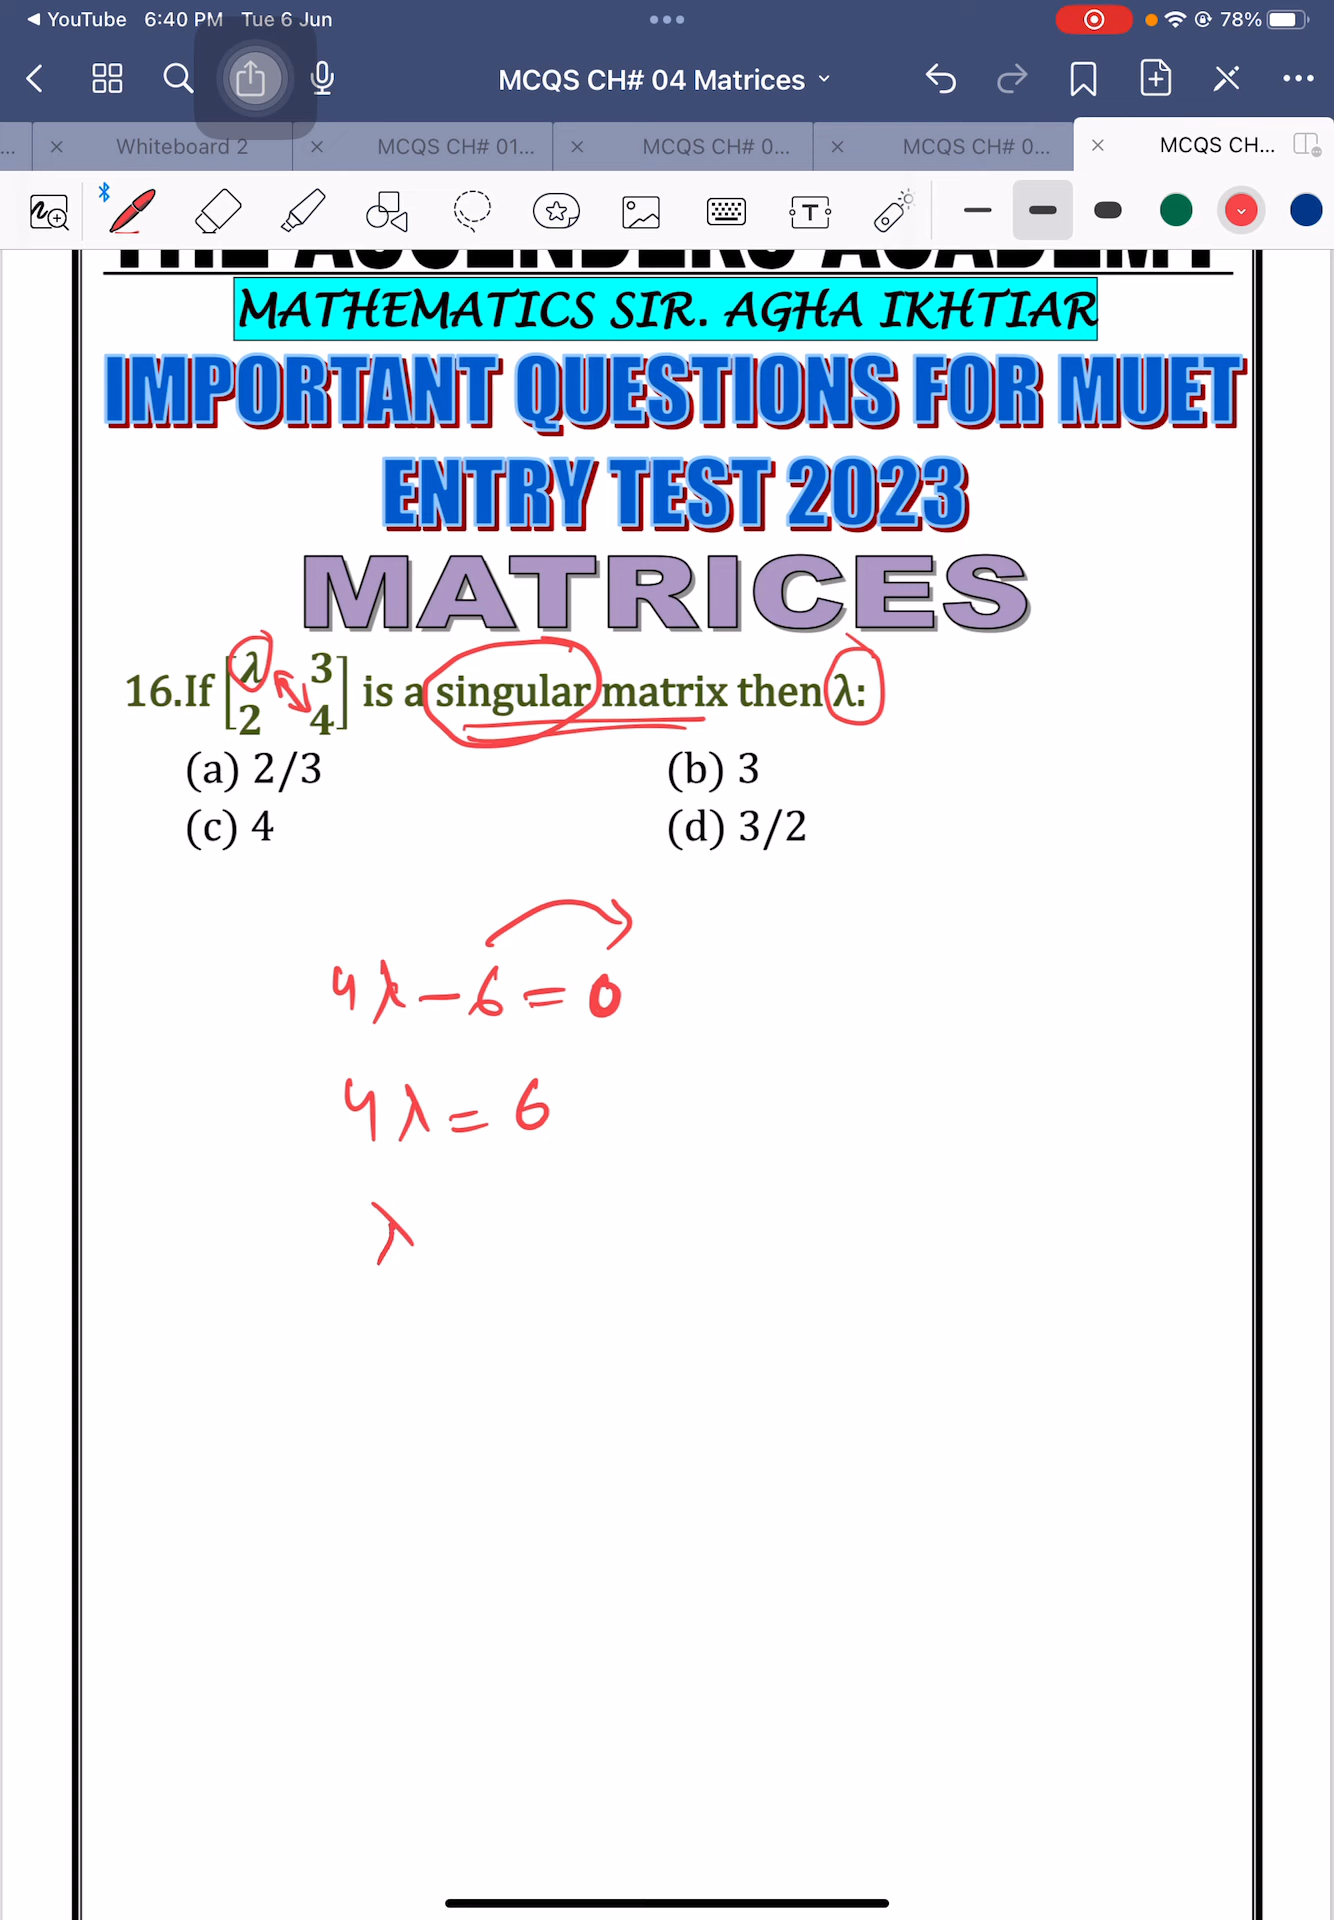 YouTube 6:40 PM Tue 6 Jun 78%
MCQS CH# 04 Matrices
... Whiteboard 2 MCQS CH# 01... MCQS CH# 0... MCQS CH# 0... MCQS CH...
THE ASCENDERS ACADEMY
MATHEMATICS SIR. AGHA IKHTIAR
IMPORTANT QUESTIONS FOR MUET
ENTRY TEST 2023
MATRICES
16.If [λ 3
2 4] is a singular matrix then λ:
(a) 2/3 (b) 3
(c) 4 (d) 3/2
4λ – 6 = 0
4λ = 6
λ